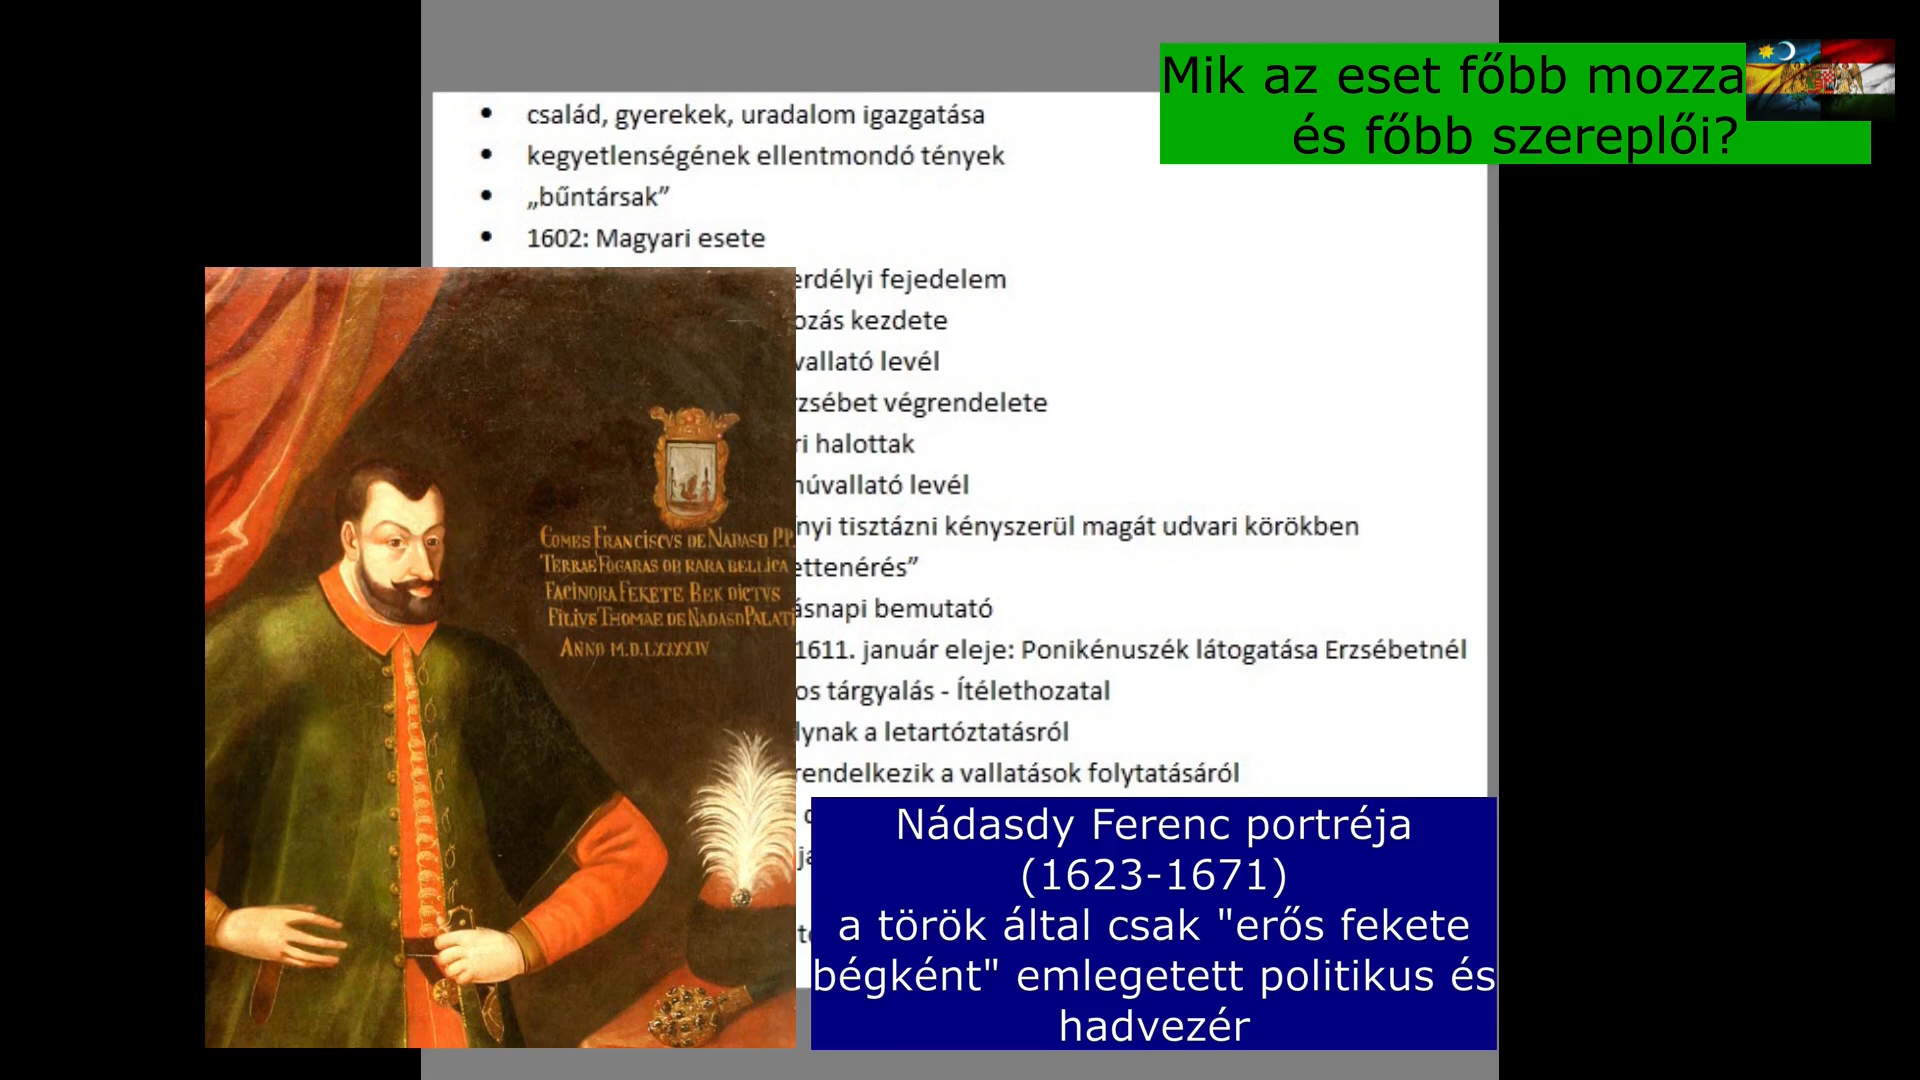 Mik az eset főbb mozza
és főbb szereplői?
család, gyerekek, uradalom igazgatása
kegyetlenségének ellentmondó tények
„bűntársak”
1602: Magyari esete
erdélyi fejedelem
ozás kezdete
vallató levél
rzsébet végrendelete
ri halottak
núvallató levél
nyi tisztázni kényszerül magát udvari körökben
ettenérés”
ásnapi bemutató
1611. január eleje: Ponikénuszék látogatása Erzsébetnél
os tárgyalás - Ítélethozatal
lynak a letartóztatásról
rendelkezik a vallatások folytatásáról
COMES FRANCISCVS DE NADASD P.P.
TERRAE FOGARAS OB RARA BELLICA
FACINORA FEKETE BEK DICTVS
FILIVS THOMAE DE NADASD PALATI
ANNO M.D.LXXXXIV
Nádasdy Ferenc portréja
(1623-1671)
a török által csak "erős fekete
bégként" emlegetett politikus és
hadvezér